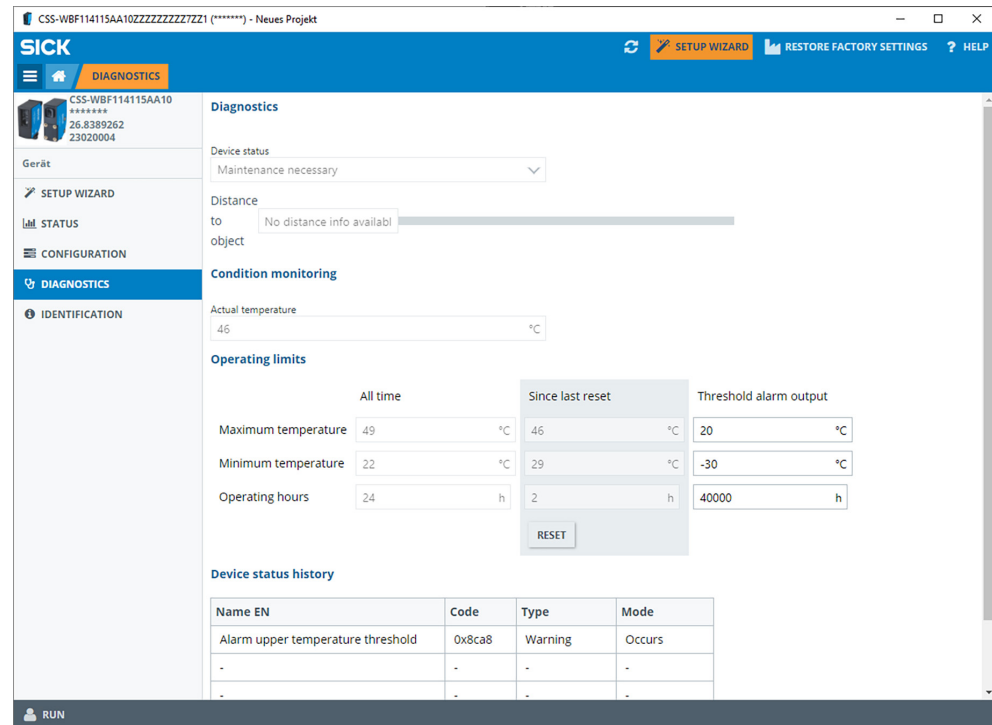 CSS-WBF114115AA10ZZZZZZZZZ7ZZ1 (*******) - Neues Projekt
SICK
SETUP WIZARD RESTORE FACTORY SETTINGS ? HELP
DIAGNOSTICS
CSS-WBF114115AA10
*******
26.8389262
23020004
Gerät
SETUP WIZARD
STATUS
CONFIGURATION
DIAGNOSTICS
IDENTIFICATION
Diagnostics
Device status
Maintenance necessary
Distance
to No distance info availabl
object
Condition monitoring
Actual temperature
46 °C
Operating limits
All time Since last reset Threshold alarm output
Maximum temperature 49 °C 46 °C 20 °C
Minimum temperature 22 °C 29 °C -30 °C
Operating hours 24 h 2 h 40000 h
RESET
Device status history
Name EN Code Type Mode
Alarm upper temperature threshold 0x8ca8 Warning Occurs
- - - -
- - - -
RUN